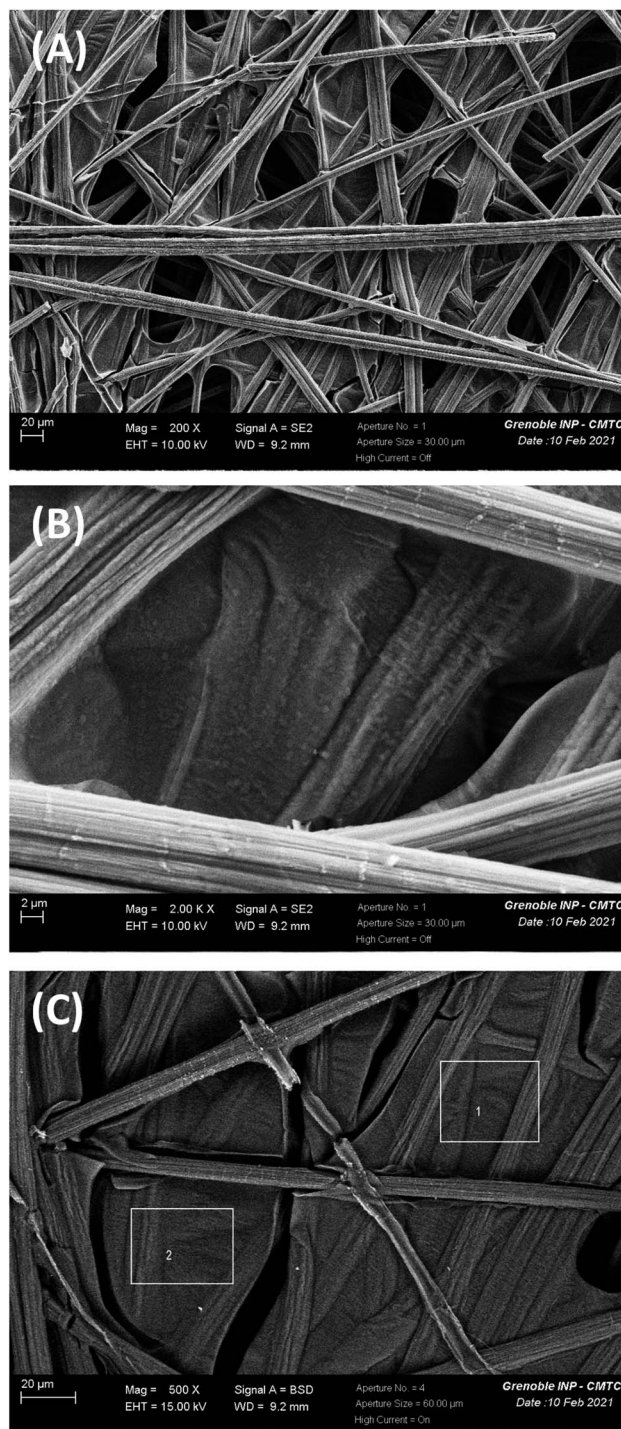 (A)
20 µm
Mag = 200 X
EHT = 10.00 kV
Signal A = SE2
WD = 9.2 mm
Aperture No. = 1
Aperture Size = 30.00 µm
High Current = Off
Grenoble INP - CMTC
Date :10 Feb 2021
(B)
2 µm
Mag = 2.00 K X
EHT = 10.00 kV
Signal A = SE2
WD = 9.2 mm
Aperture No. = 1
Aperture Size = 30.00 µm
High Current = Off
Grenoble INP - CMTC
Date :10 Feb 2021
(C)
1
2
20 µm
Mag = 500 X
EHT = 15.00 kV
Signal A = BSD
WD = 9.2 mm
Aperture No. = 4
Aperture Size = 60.00 µm
High Current = On
Grenoble INP - CMTC
Date :10 Feb 2021